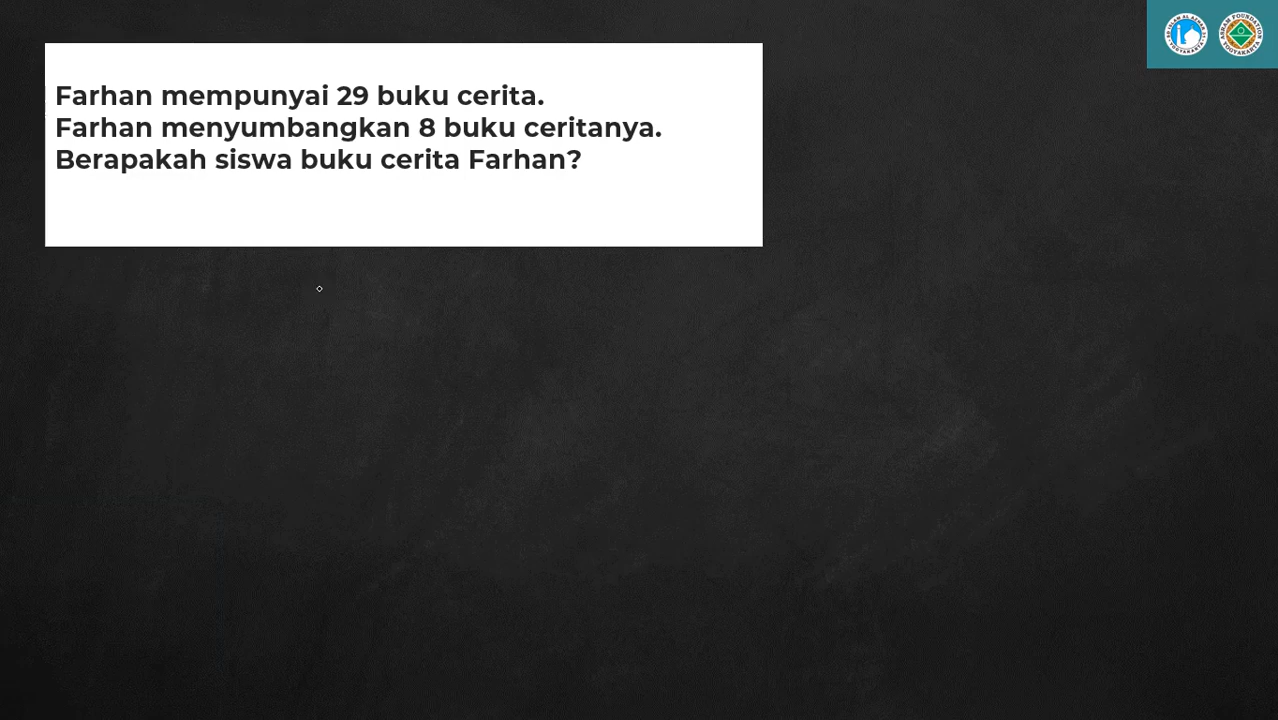 Farhan mempunyai 29 buku cerita.
Farhan menyumbangkan 8 buku ceritanya.
Berapakah siswa buku cerita Farhan?